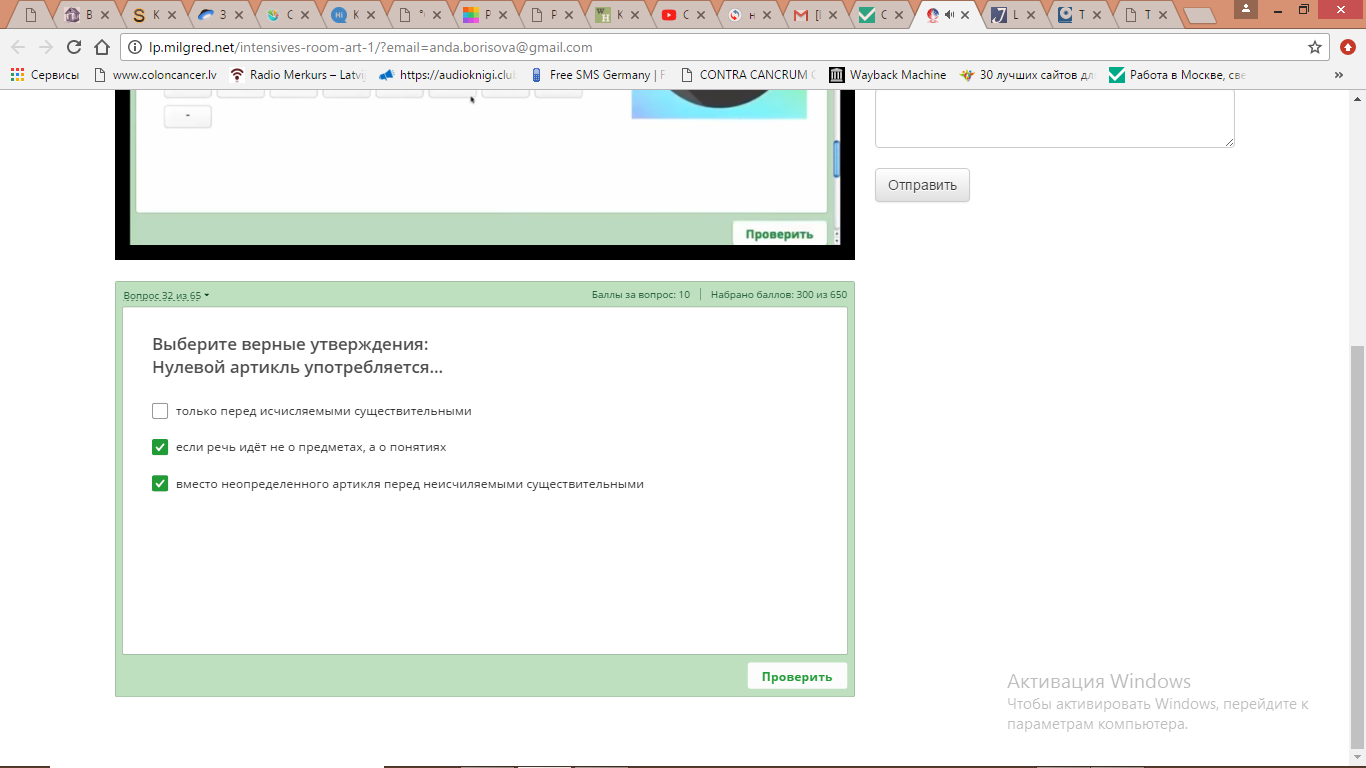 В
К
З
С
К
Р
Р
К
С
н
[
С
L
Т
Т
lp.milgred.net/intensives-room-art-1/?email=anda.borisova@gmail.com
Сервисы
www.coloncancer.lv
Radio Merkurs – Latvij
https://audioknigi.clu
Free SMS Germany | F
CONTRA CANCRUM C
Wayback Machine
30 лучших сайтов дл
Работа в Москве, све
»
-
Проверить
Отправить
Вопрос 32 из 65
Баллы за вопрос: 10 | Набрано баллов: 300 из 650
Выберите верные утверждения:
Нулевой артикль употребляется...
только перед исчисляемыми существительными
если речь идёт не о предметах, а о понятиях
вместо неопределенного артикля перед неисчиляемыми существительными
Проверить
Активация Windows
Чтобы активировать Windows, перейдите к
параметрам компьютера.